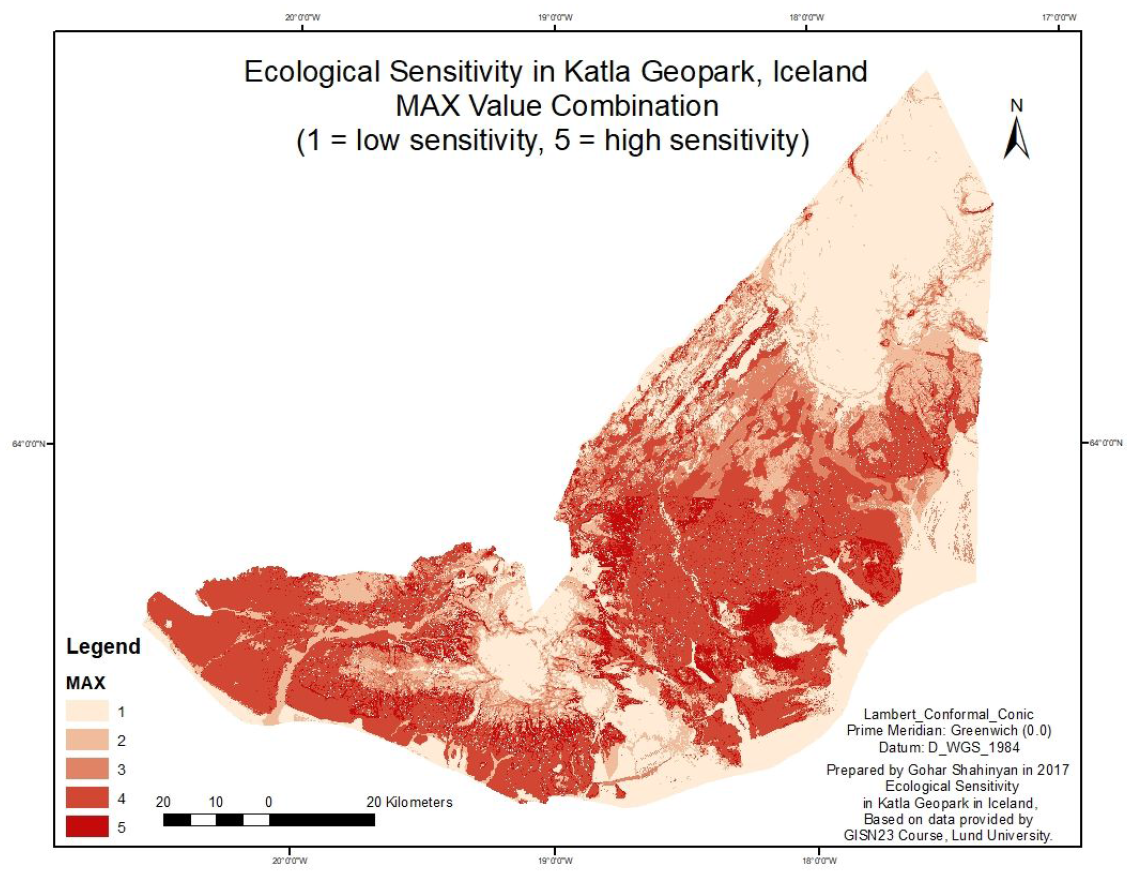 20°0'0"W 19°0'0"W 18°0'0"W 17°0'0"W
Ecological Sensitivity in Katla Geopark, Iceland
MAX Value Combination
(1 = low sensitivity, 5 = high sensitivity)
N
64°0'0"N 64°0'0"N
Legend
MAX
1
2
3
4
5
20 10 0 20 Kilometers
Lambert_Conformal_Conic
Prime Meridian: Greenwich (0.0)
Datum: D_WGS_1984
Prepared by Gohar Shahinyan in 2017
Ecological Sensitivity
in Katla Geopark in Iceland,
Based on data provided by
GISN23 Course, Lund University.
20°0'0"W 19°0'0"W 18°0'0"W